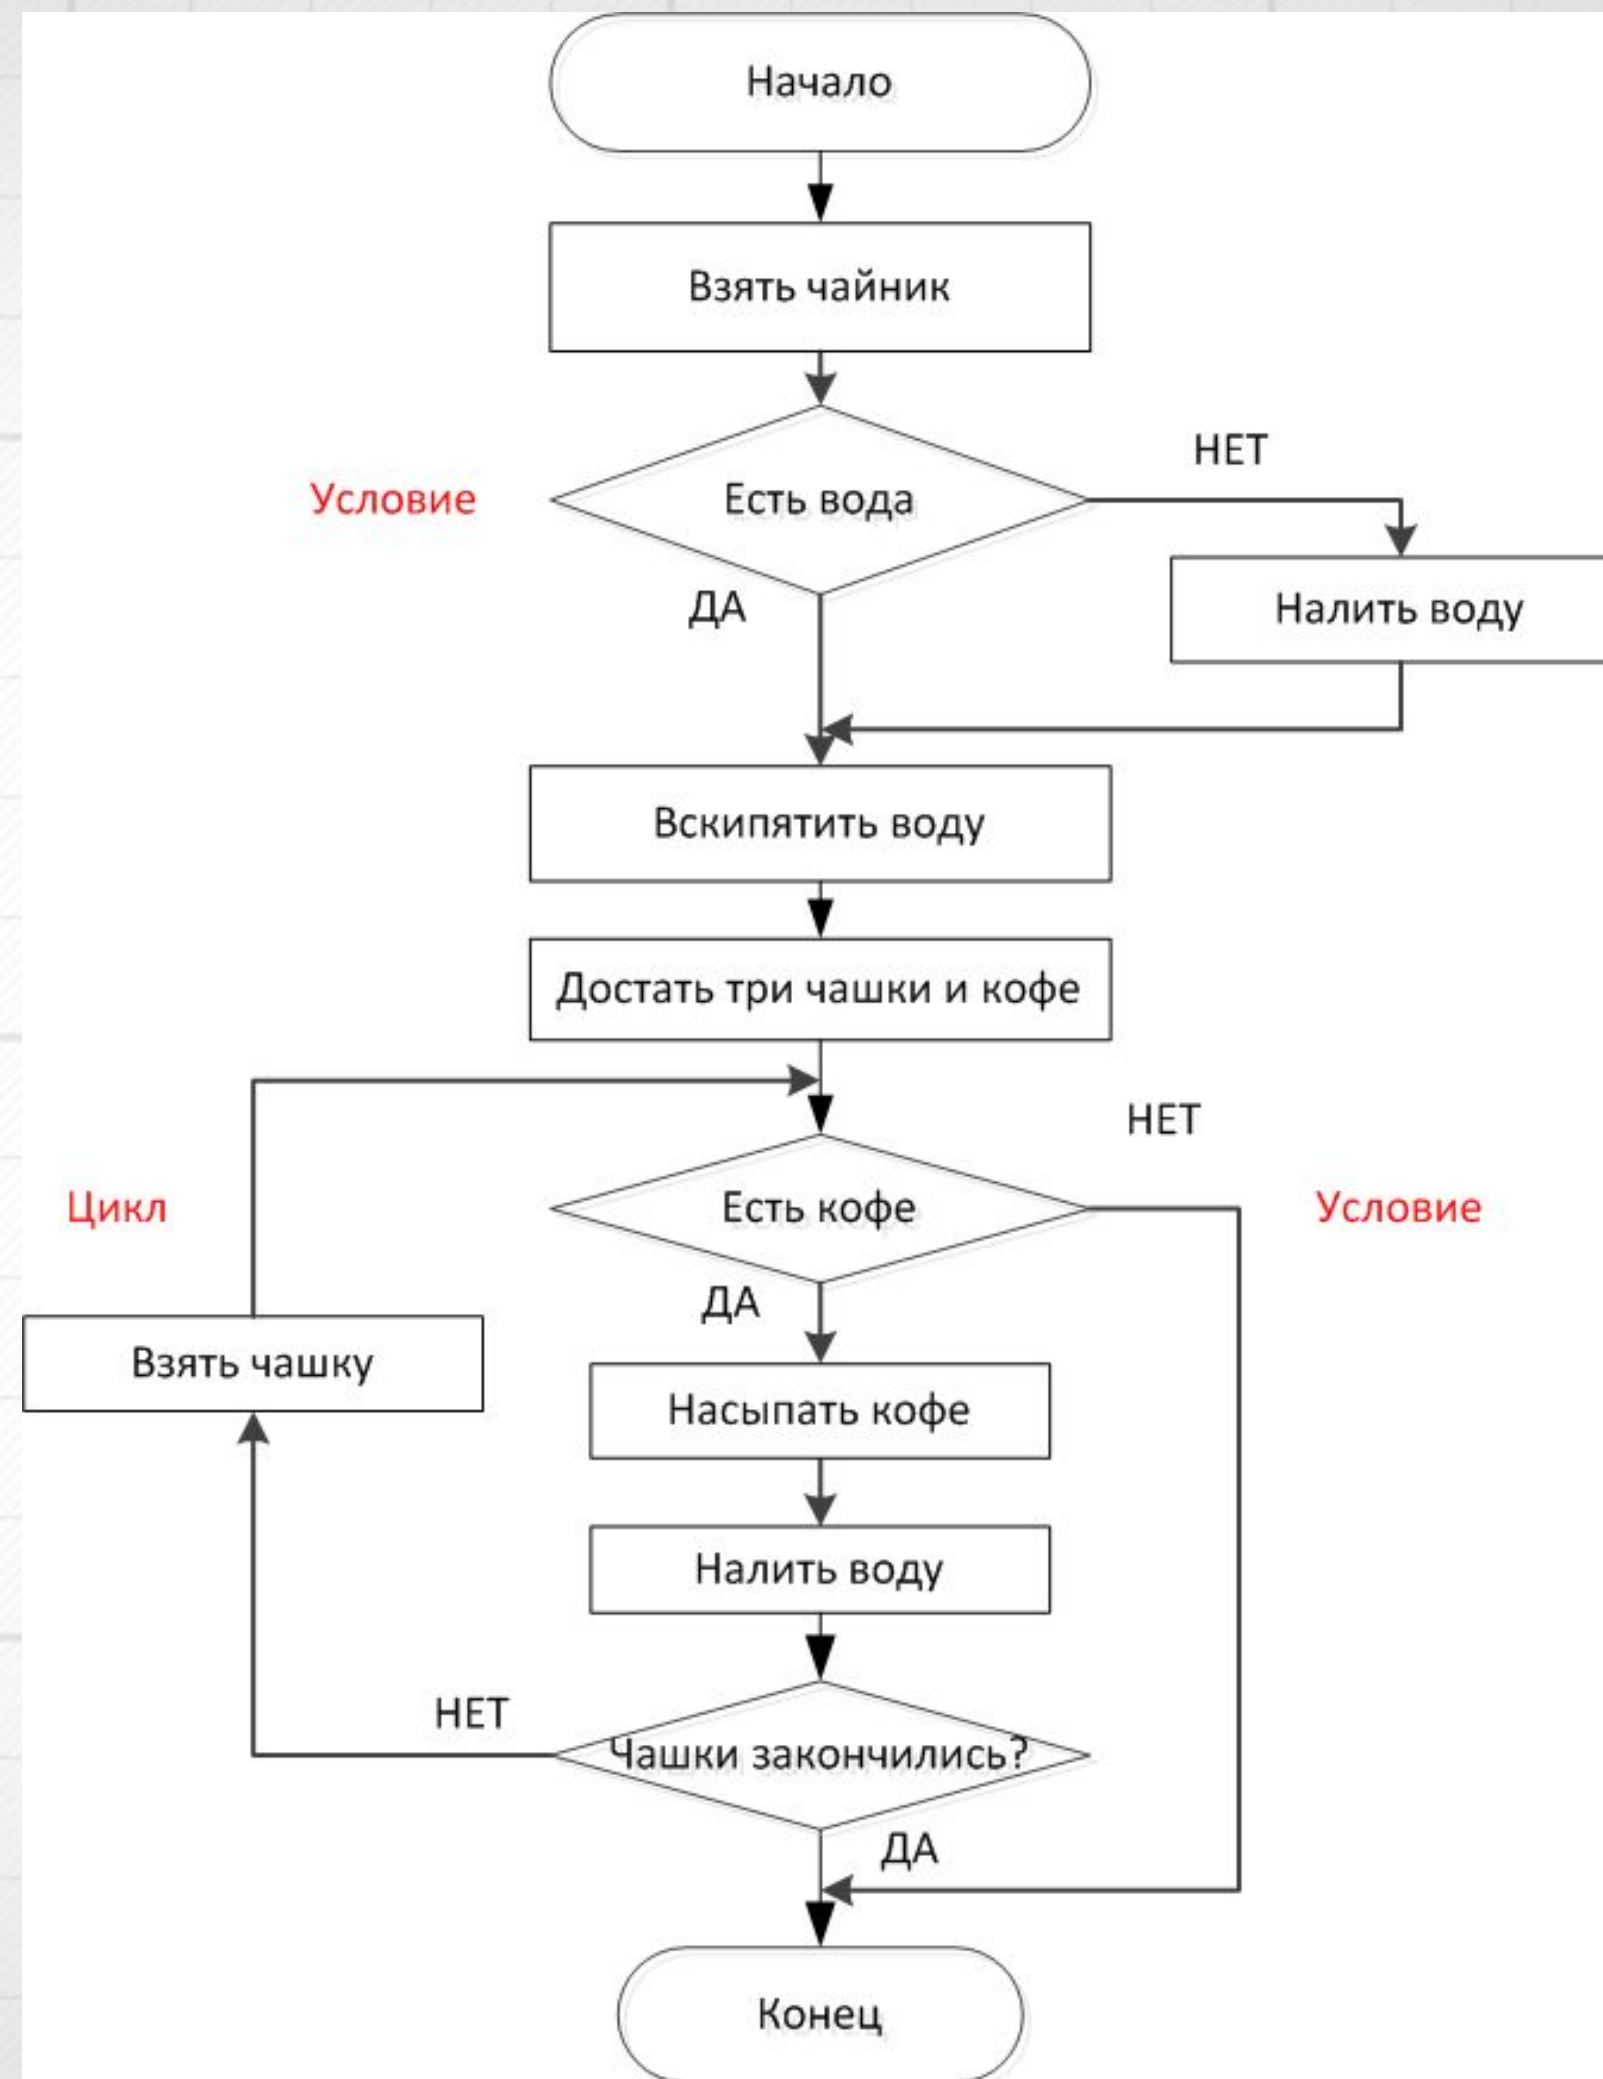 Начало
Взять чайник
НЕТ
Условие
Есть вода
ДА
Налить воду
Вскипятить воду
Достать три чашки и кофе
НЕТ
Цикл
Есть кофе
Условие
ДА
Взять чашку
Насыпать кофе
Налить воду
НЕТ
Чашки закончились?
ДА
Конец